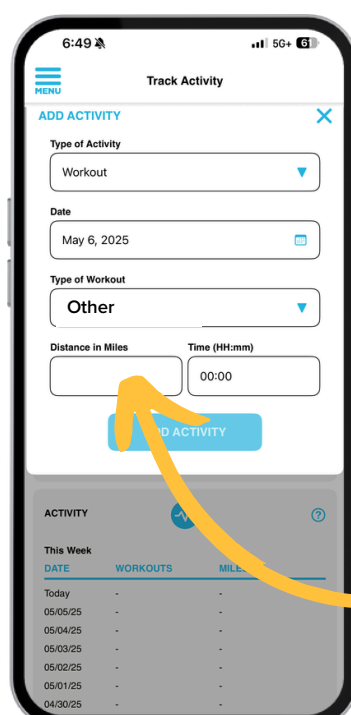 6:49 5G+ 6
MENU Track Activity
ADD ACTIVITY
Type of Activity
Workout
Date
May 6, 2025
Type of Workout
Other
Distance in Miles Time (HH:mm)
00:00
DD ACTIVITY
ACTIVITY ?
This Week
DATE WORKOUTS MILES
Today - -
05/05/25 - -
05/04/25 - -
05/03/25 - -
05/02/25 - -
05/01/25 - -
04/30/25 - -